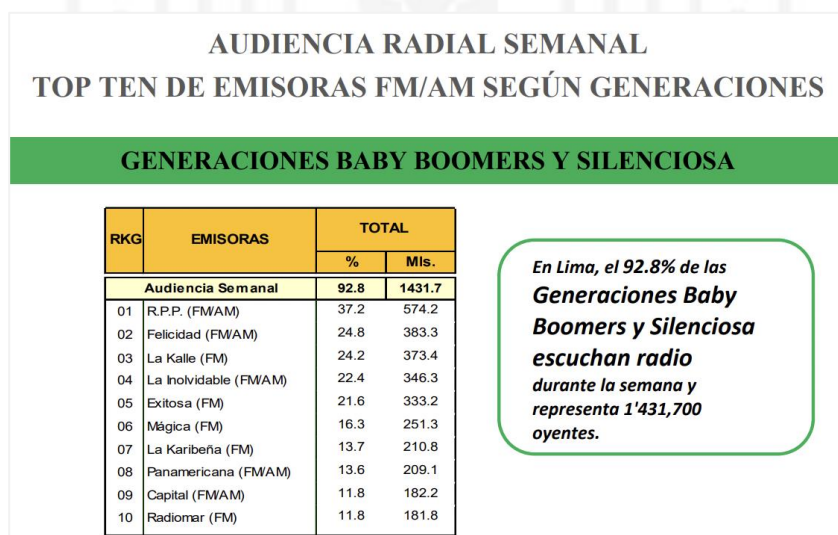 AUDIENCIA RADIAL SEMANAL
TOP TEN DE EMISORAS FM/AM SEGÚN GENERACIONES
GENERACIONES BABY BOOMERS Y SILENCIOSA
RKG EMISORAS TOTAL
% Mls.
Audiencia Semanal 92.8 1431.7
01 R.P.P. (FM/AM) 37.2 574.2
02 Felicidad (FM/AM) 24.8 383.3
03 La Kalle (FM) 24.2 373.4
04 La Inolvidable (FM/AM) 22.4 346.3
05 Exitosa (FM) 21.6 333.2
06 Mágica (FM) 16.3 251.3
07 La Karibeña (FM) 13.7 210.8
08 Panamericana (FM/AM) 13.6 209.1
09 Capital (FM/AM) 11.8 182.2
10 Radiomar (FM) 11.8 181.8
En Lima, el 92.8% de las
Generaciones Baby
Boomers y Silenciosa
escuchan radio
durante la semana y
representa 1'431,700
oyentes.